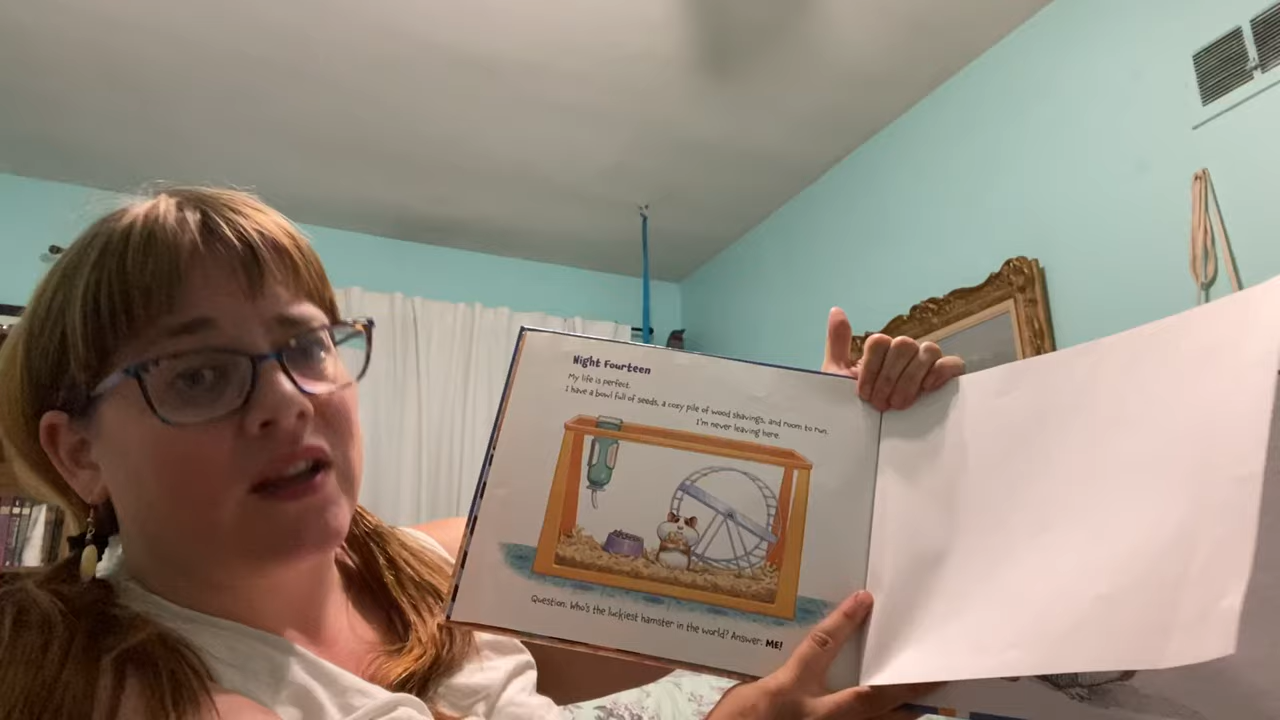 Night Fourteen
My life is perfect.
I have a bowl full of seeds, a cozy pile of wood shavings, and room to run.
I'm never leaving here.
Question: Who's the luckiest hamster in the world? Answer: ME!